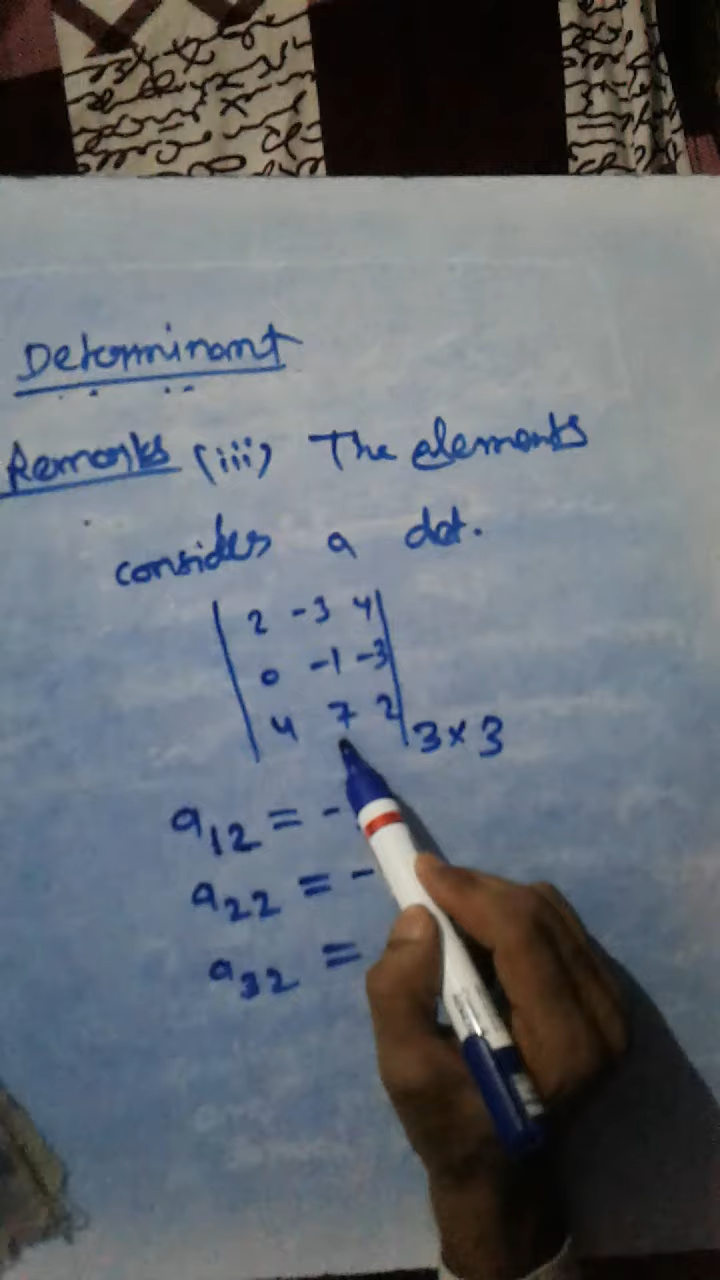 Determinant
Remarks (iii) The elements
consider a det.
2 -3 4
0 -1 -3
4 7 2
3×3
a12 = -
a22 = -
a32 =